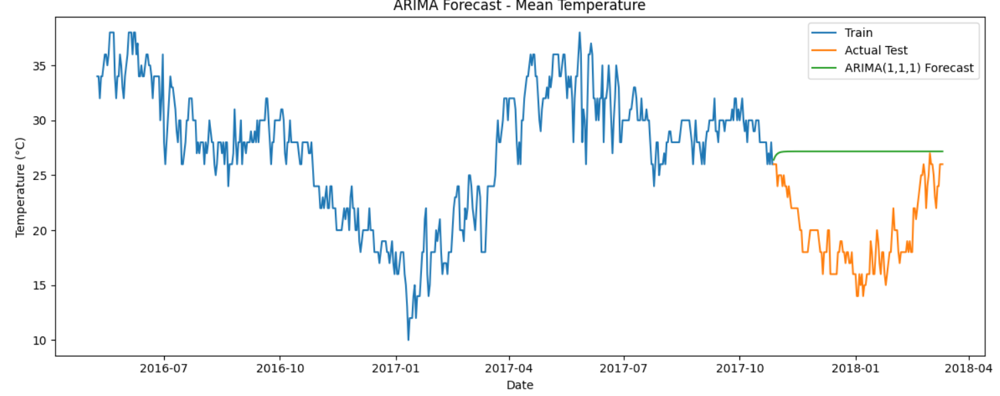 ARIMA Forecast - Mean Temperature
Train
Actual Test
ARIMA(1,1,1) Forecast
Temperature (°C)
35
30
25
20
15
10
2016-07 2016-10 2017-01 2017-04 2017-07 2017-10 2018-01 2018-04
Date